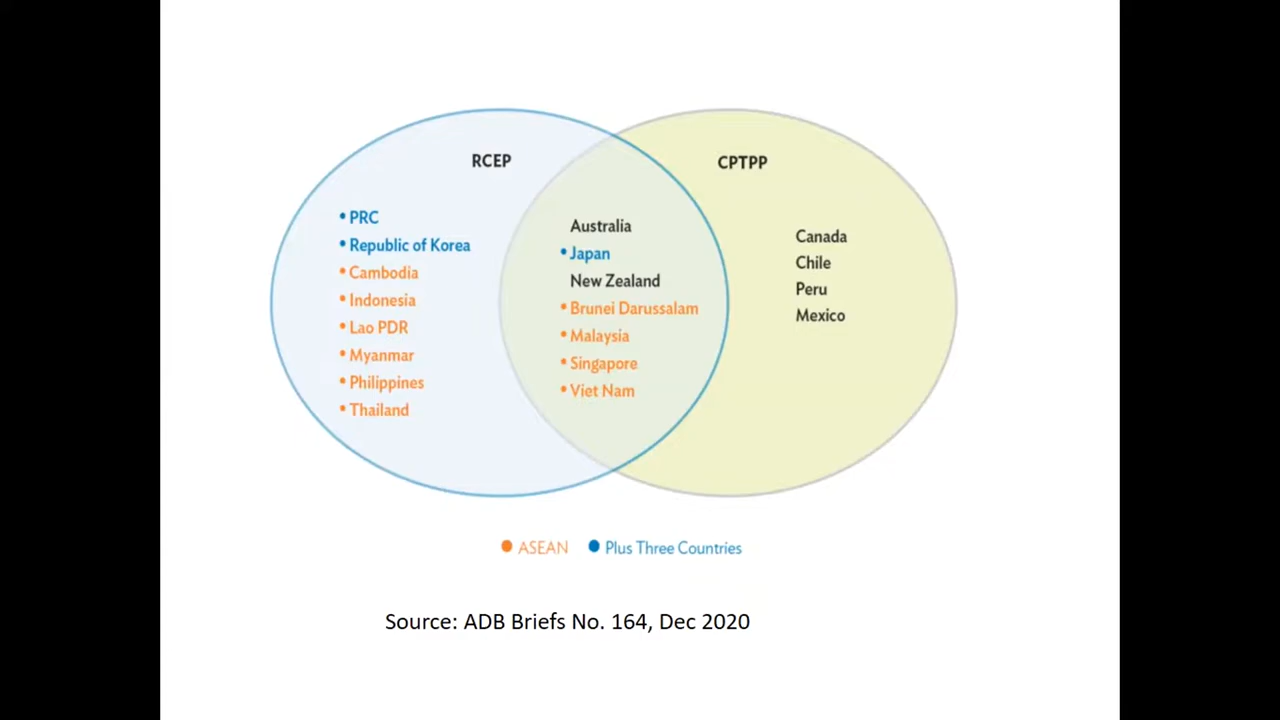 RCEP
• PRC
• Republic of Korea
• Cambodia
• Indonesia
• Lao PDR
• Myanmar
• Philippines
• Thailand
Australia
• Japan
New Zealand
• Brunei Darussalam
• Malaysia
• Singapore
• Viet Nam
CPTPP
Canada
Chile
Peru
Mexico
● ASEAN ● Plus Three Countries
Source: ADB Briefs No. 164, Dec 2020